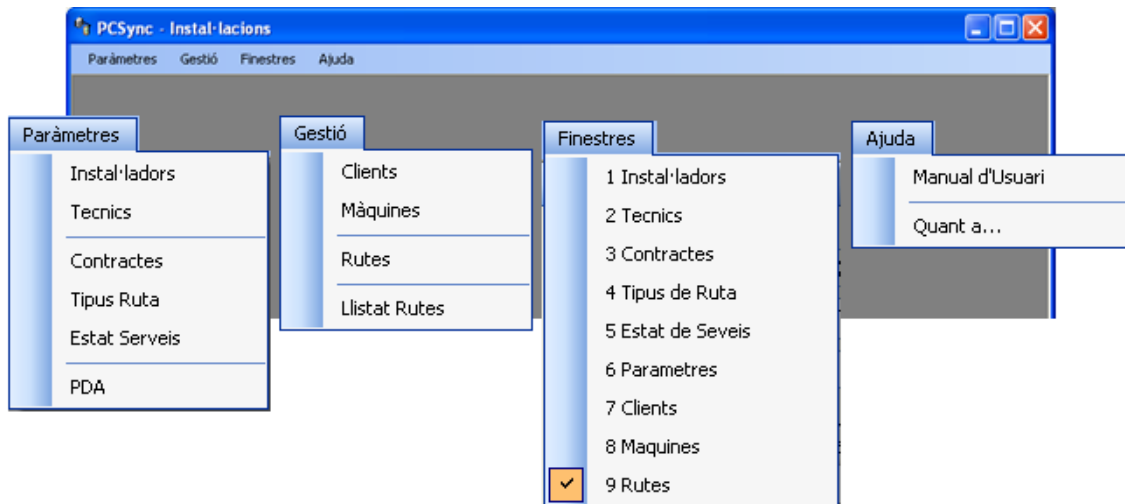 PCSync - Instal·lacions
Paràmetres Gestió Finestres Ajuda
Paràmetres
Instal·ladors
Tecnics
Contractes
Tipus Ruta
Estat Serveis
PDA
Gestió
Clients
Màquines
Rutes
Llistat Rutes
Finestres
1 Instal·ladors
2 Tecnics
3 Contractes
4 Tipus de Ruta
5 Estat de Seveis
6 Parametres
7 Clients
8 Maquines
9 Rutes
Ajuda
Manual d'Usuari
Quant a...